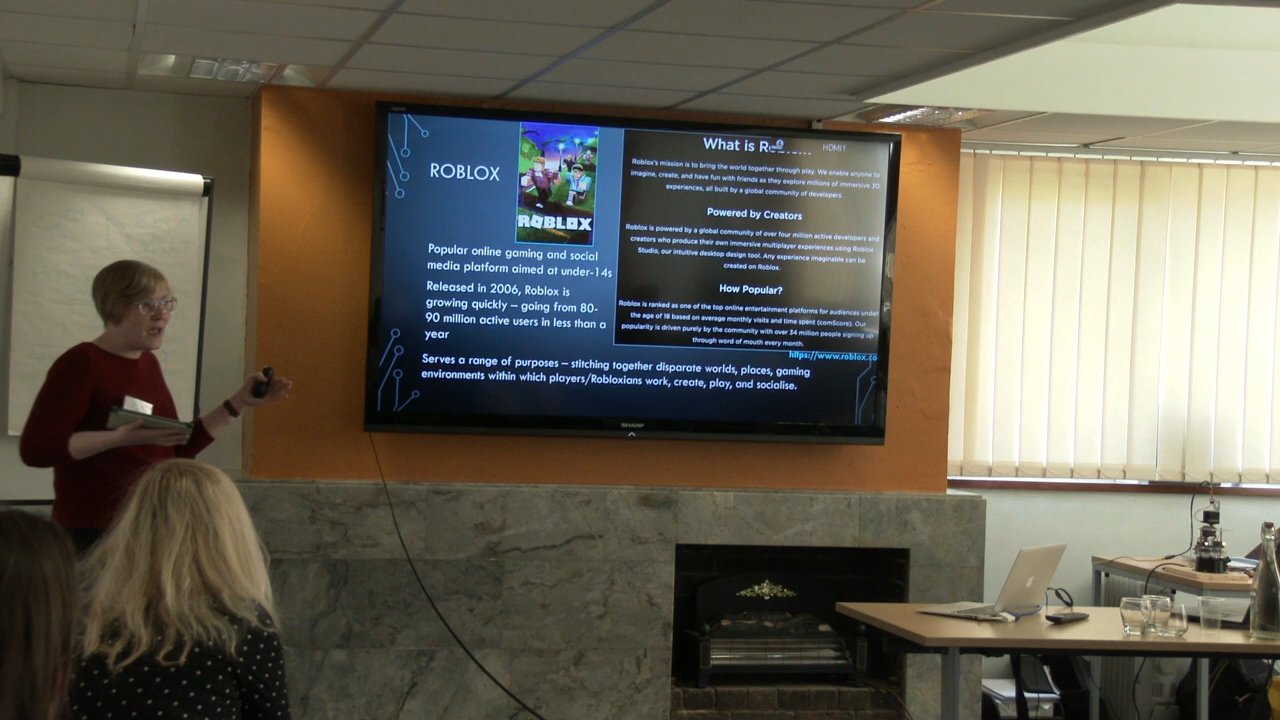 ROBLOX
ROBLOX
Popular online gaming and social
media platform aimed at under-14s
Released in 2006, Roblox is
growing quickly – going from 80-
90 million active users in less than a
year
Serves a range of purposes – stitching together disparate worlds, places, gaming
environments within which players/Robloxians work, create, play, and socialise.
What is
HDMI1
Roblox's mission is to bring the world together through play. We enable anyone to
imagine, create, and have fun with friends as they explore millions of immersive 3D
experiences, all built by a global community of developers.
Powered by Creators
Roblox is powered by a global community of over four million active developers and
creators who produce their own immersive multiplayer experiences using Roblox
Studio, our intuitive desktop design tool. Any experience imaginable can be
created on Roblox.
How Popular?
Roblox is ranked as one of the top online entertainment platforms for audiences under
the age of 18 based on average monthly visits and time spent (comScore). Our
popularity is driven purely by the community with over 34 million people signing up
through word of mouth every month.
https://www.roblox.co
SHARP